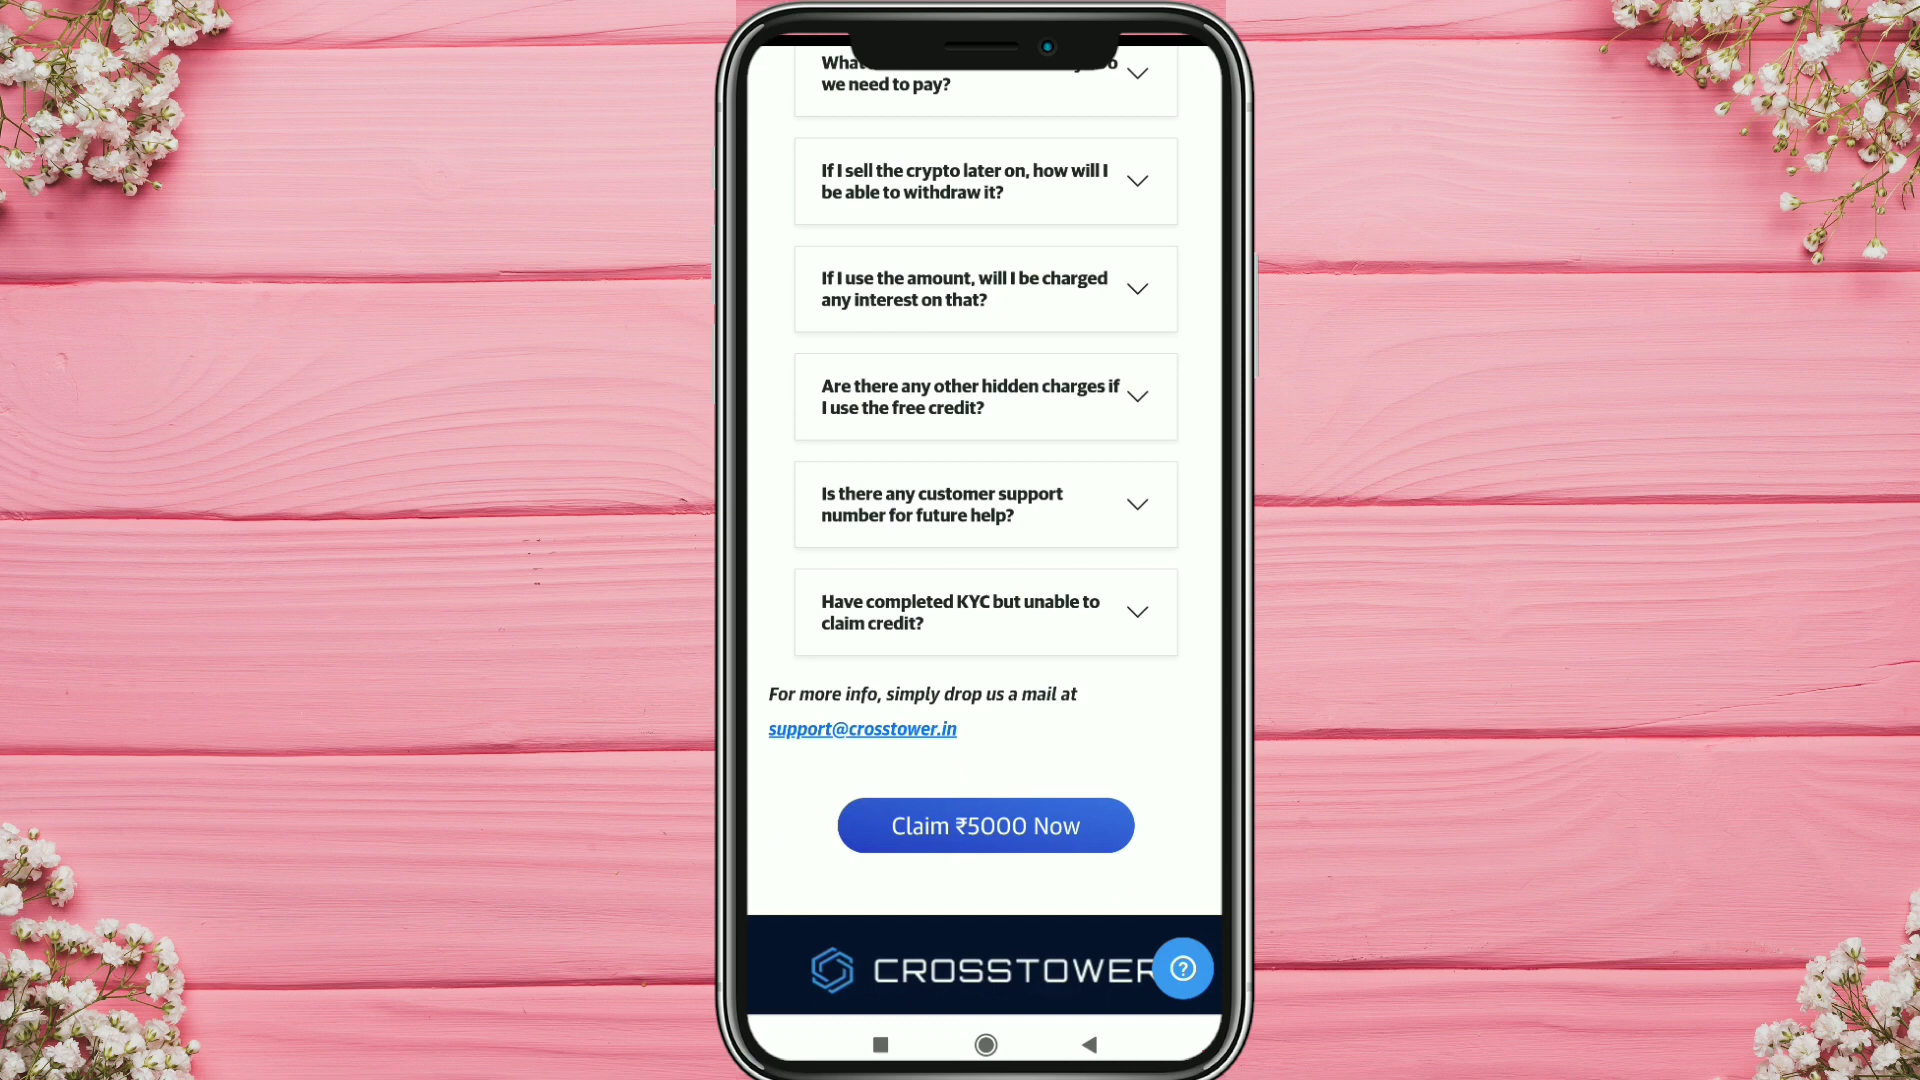 What
we need to pay?
If I sell the crypto later on, how will I
be able to withdraw it?
If I use the amount, will I be charged
any interest on that?
Are there any other hidden charges if
I use the free credit?
Is there any customer support
number for future help?
Have completed KYC but unable to
claim credit?
For more info, simply drop us a mail at
support@crosstower.in
Claim ₹5000 Now
CROSSTOWER
?